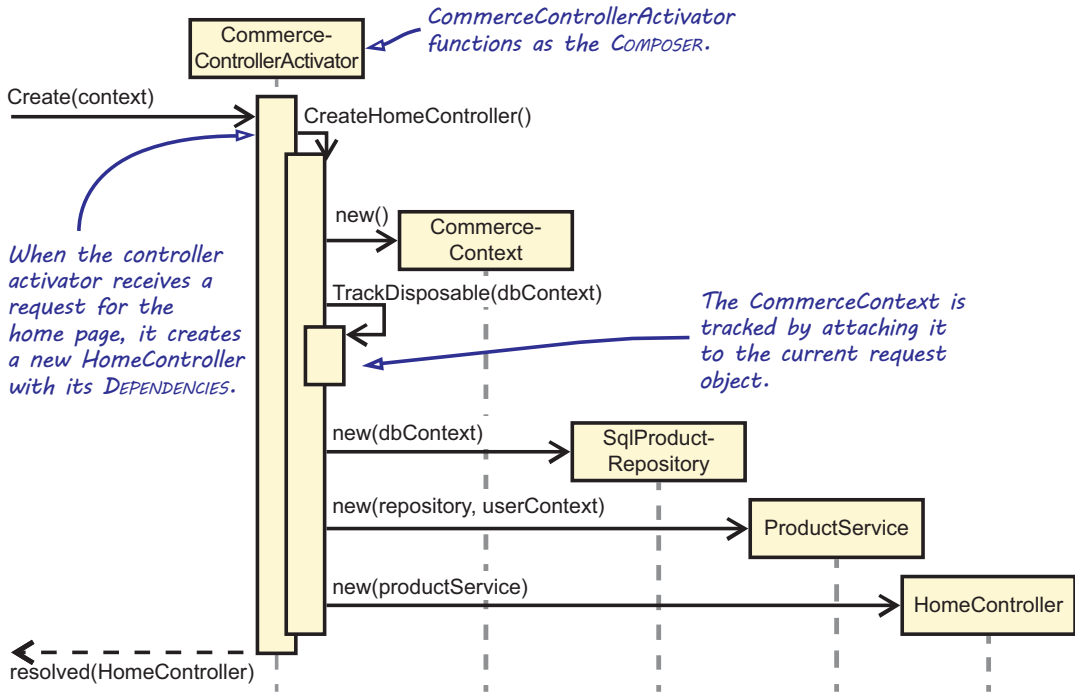 Commerce-
ControllerActivator
CommerceControllerActivator
functions as the COMPOSER.
Create(context)
CreateHomeController()
new()
Commerce-
Context
When the controller
activator receives a
request for the
home page, it creates
a new HomeController
with its DEPENDENCIES.
TrackDisposable(dbContext)
The CommerceContext is
tracked by attaching it
to the current request
object.
new(dbContext)
SqlProduct-
Repository
new(repository, userContext)
ProductService
new(productService)
HomeController
resolved(HomeController)